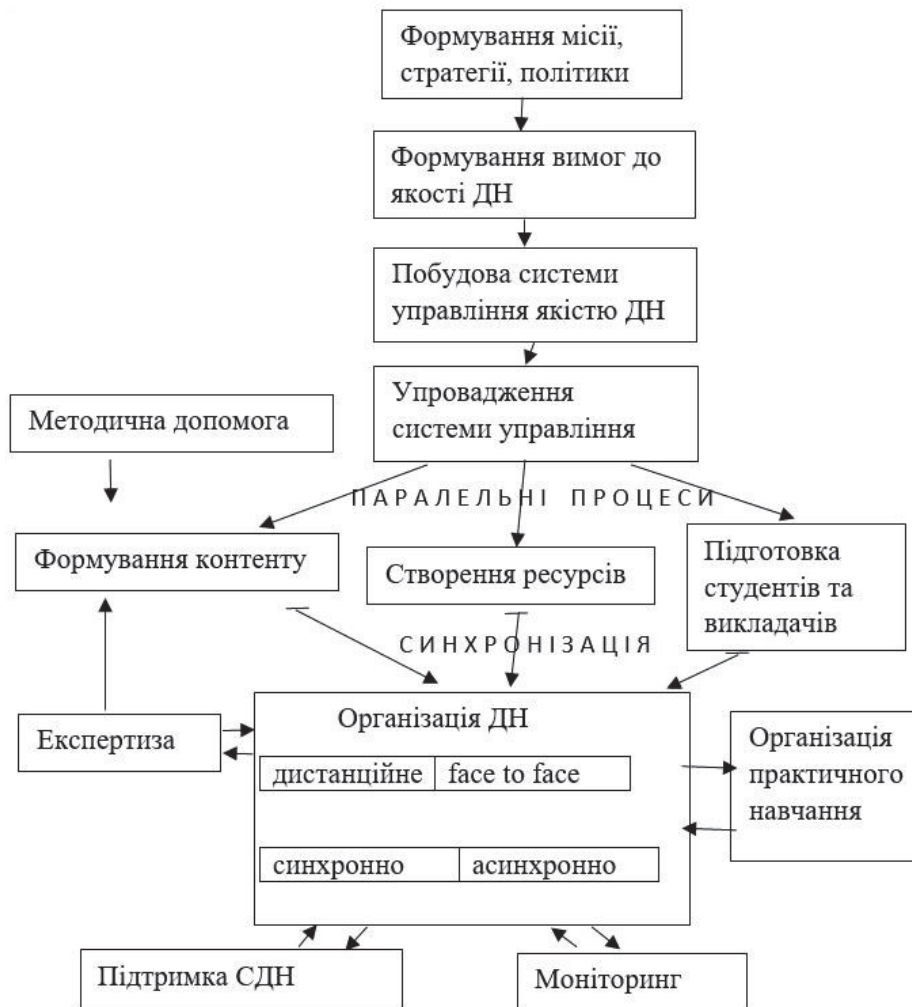 Формування місії,
стратегії, політики
Формування вимог до
якості ДН
Побудова системи
управління якістю ДН
Упровадження
системи управління
Методична допомога
ПАРАЛЕЛЬНІ ПРОЦЕСИ
Формування контенту
Створення ресурсів
Підготовка
студентів та
викладачів
СИНХРОНІЗАЦІЯ
Експертиза
Організація ДН
дистанційне face to face
синхронно асинхронно
Організація
практичного
навчання
Підтримка СДН
Моніторинг